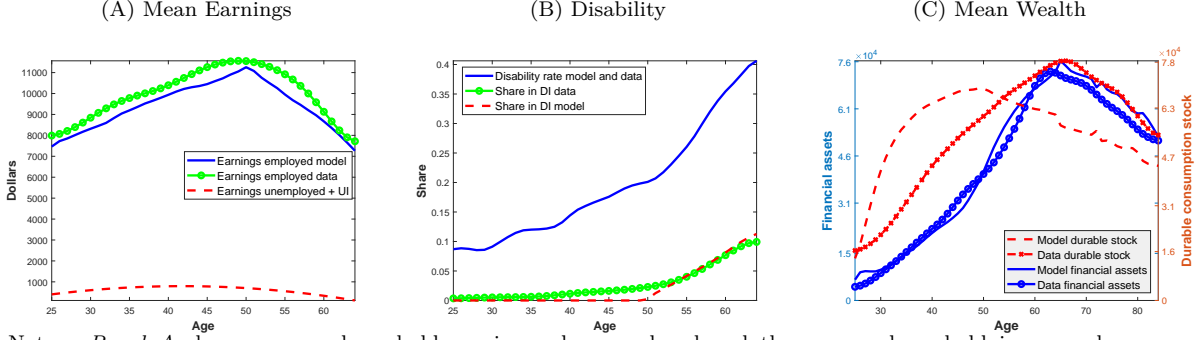 (A) Mean Earnings
(B) Disability
(C) Mean Wealth
Dollars
11000
10000
9000
8000
7000
6000
5000
4000
3000
2000
1000
Earnings employed model
Earnings employed data
Earnings unemployed + UI
25 30 35 40 45 50 55 60
Age
Share
0.4
0.35
0.3
0.25
0.2
0.15
0.1
0.05
0
Disability rate model and data
Share in DI data
Share in DI model
25 30 35 40 45 50 55 60
Age
Financial assets
×10⁴
7.6
6.1
4.6
3.1
1.5
0
Durable consumption stock
×10⁴
7.8
6.3
4.7
3.1
1.6
0
Model durable stock
Data durable stock
Model financial assets
Data financial assets
30 40 50 60 70 80
Age